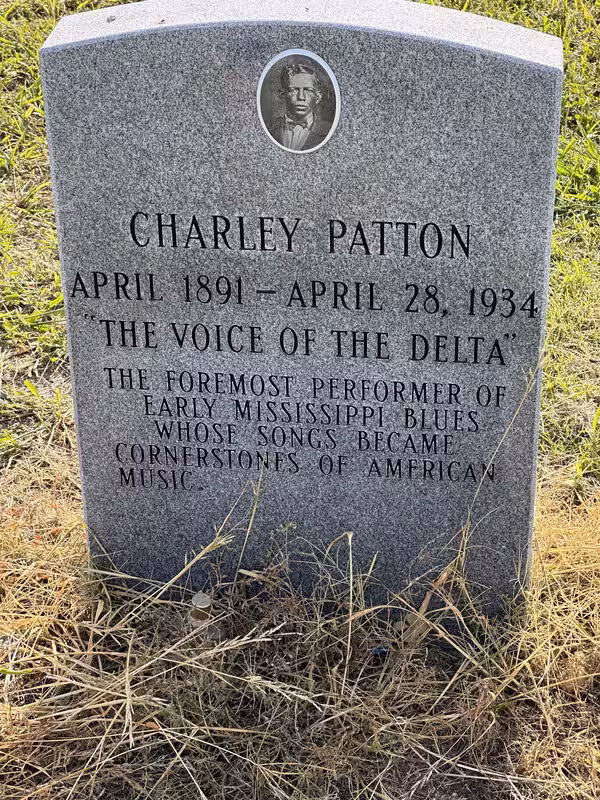 CHARLEY PATTON
APRIL 1891 – APRIL 28, 1934
"THE VOICE OF THE DELTA"
THE FOREMOST PERFORMER OF
EARLY MISSISSIPPI BLUES
WHOSE SONGS BECAME
CORNERSTONES OF AMERICAN
MUSIC.